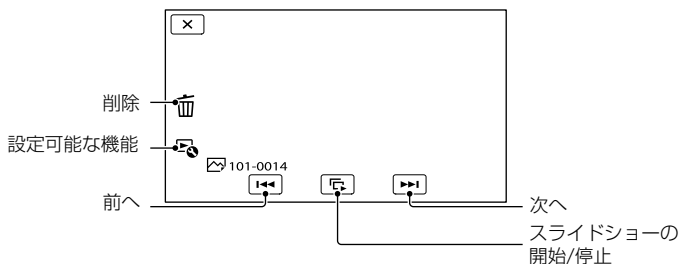 削除
設定可能な機能
101-0014
前へ
次へ
スライドショーの
開始/停止